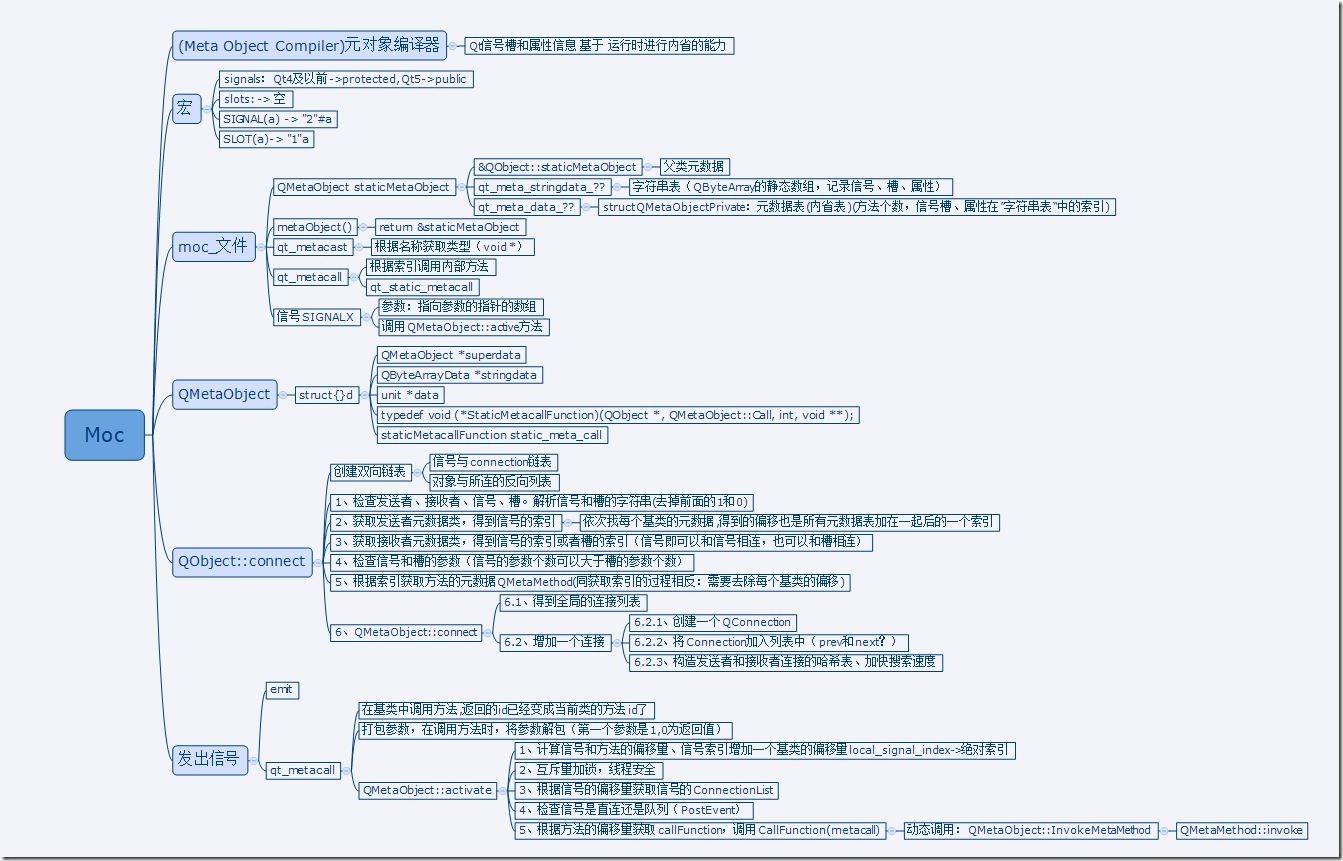 Moc
(Meta Object Compiler)元对象编译器
Qt信号槽和属性信息 基于 运行时进行内省的能力
宏
signals: Qt4及以前->protected,Qt5->public
slots: -> 空
SIGNAL(a) -> "2"#a
SLOT(a)-> "1"a
moc_文件
QMetaObject staticMetaObject
&QObject::staticMetaObject
父类元数据
qt_meta_stringdata_??
字符串表（QByteArray的静态数组，记录信号、槽、属性）
qt_meta_data_??
structQMetaObjectPrivate：元数据表(内省表)(方法个数，信号槽、属性在“字符串表“中的索引)
metaObject()
return &staticMetaObject
qt_metacast
根据名称获取类型（void *）
qt_metacall
根据索引调用内部方法
qt_static_metacall
信号SIGNALX
参数：指向参数的指针的数组
调用QMetaObject::active方法
QMetaObject
struct{}d
QMetaObject *superdata
QByteArrayData *stringdata
unit *data
typedef void (*StaticMetacallFunction)(QObject *, QMetaObject::Call, int, void **);
staticMetacallFunction static_meta_call
QObject::connect
创建双向链表
信号与connection链表
对象与所连的反向列表
1、检查发送者、接收者、信号、槽。解析信号和槽的字符串(去掉前面的1和0)
2、获取发送者元数据类，得到信号的索引
依次找每个基类的元数据,得到的偏移也是所有元数据表加在一起后的一个索引
3、获取接收者元数据类，得到信号的索引或者槽的索引（信号即可以和信号相连，也可以和槽相连）
4、检查信号和槽的参数（信号的参数个数可以大于槽的参数个数）
5、根据索引获取方法的元数据QMetaMethod(同获取索引的过程相反：需要去除每个基类的偏移)
6、QMetaObject::connect
6.1、得到全局的连接列表
6.2、增加一个连接
6.2.1、创建一个QConnection
6.2.2、将Connection加入列表中（prev和next？）
6.2.3、构造发送者和接收者连接的哈希表、加快搜索速度
发出信号
emit
qt_metacall
在基类中调用方法,返回的id已经变成当前类的方法id了
打包参数，在调用方法时，将参数解包（第一个参数是1,0为返回值）
QMetaObject::activate
1、计算信号和方法的偏移量、信号索引增加一个基类的偏移量local_signal_index->绝对索引
2、互斥量加锁，线程安全
3、根据信号的偏移量获取信号的ConnectionList
4、检查信号是直连还是队列（PostEvent）
5、根据方法的偏移量获取callFunction，调用CallFunction(metacall)
动态调用：QMetaObject::InvokeMetaMethod
QMetaMethod::invoke